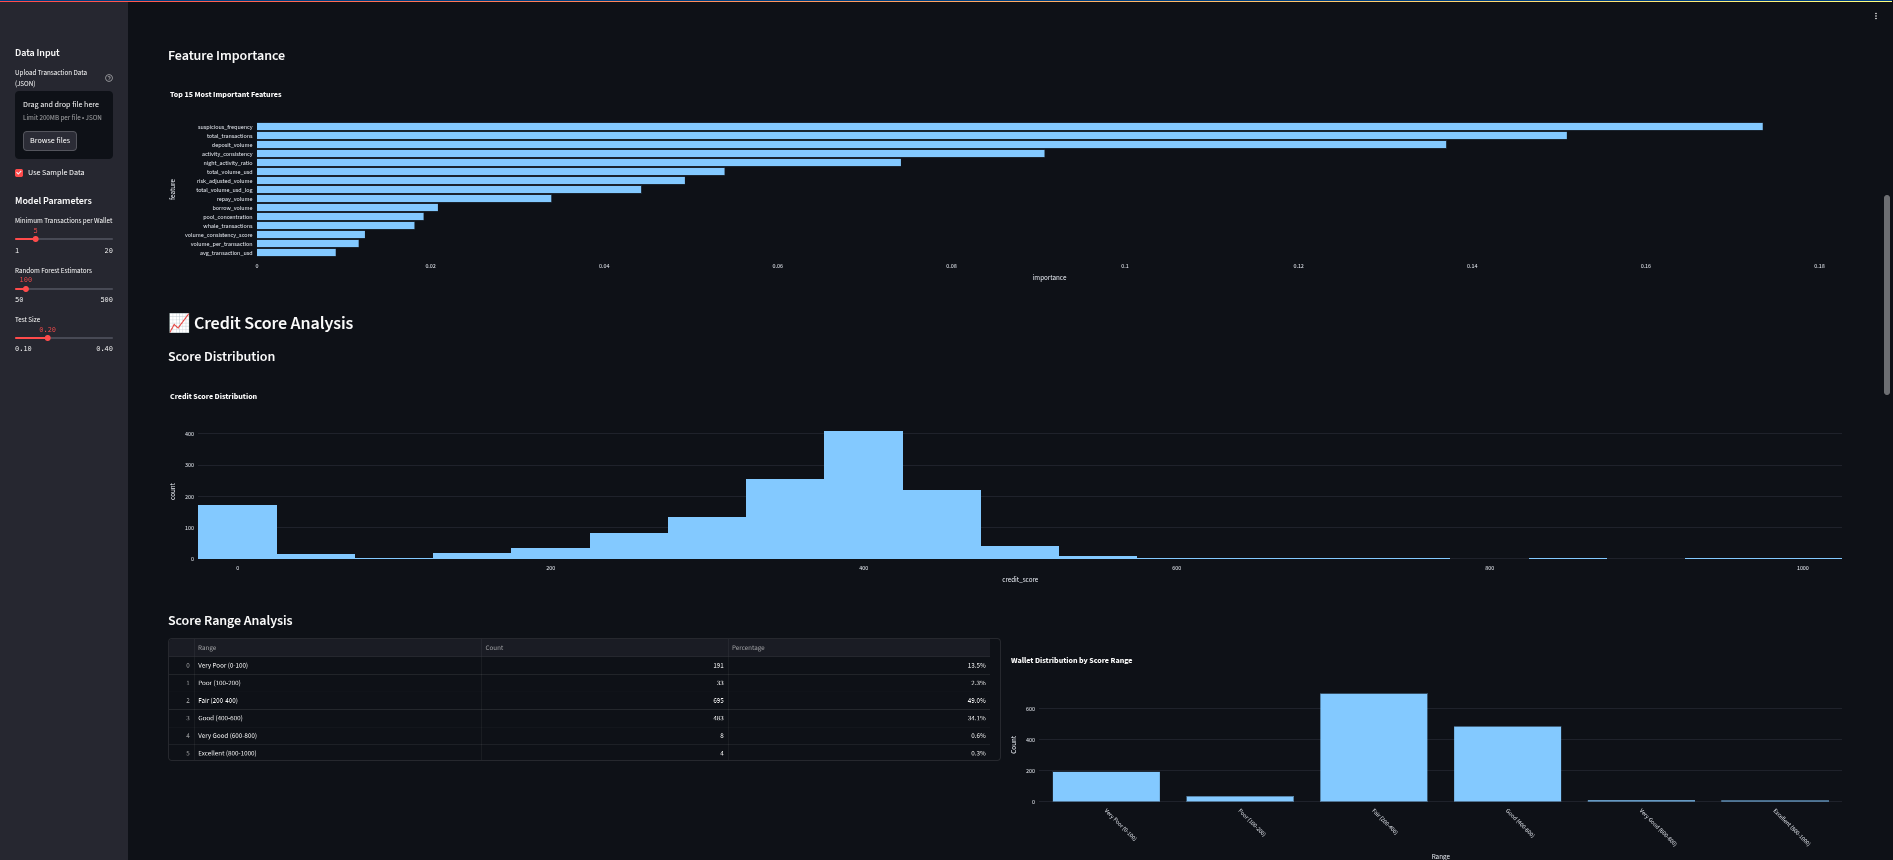 Data Input
Upload Transaction Data
(JSON)
Drag and drop file here
Limit 200MB per file • JSON
Browse files
Use Sample Data
Model Parameters
Minimum Transactions per Wallet
5
1 20
Random Forest Estimators
100
50 500
Test Size
0.20
0.10 0.40
Feature Importance
Top 15 Most Important Features
feature
suspicious_frequency
total_transactions
deposit_volume
activity_consistency
night_activity_ratio
total_volume_usd
risk_adjusted_volume
total_volume_usd_log
repay_volume
borrow_volume
pool_concentration
whale_transactions
volume_consistency_score
volume_per_transaction
avg_transaction_usd
0 0.02 0.04 0.06 0.08 0.1 0.12 0.14 0.16 0.18
importance
Credit Score Analysis
Score Distribution
Credit Score Distribution
count
400
300
200
100
0
0 200 400 600 800 1000
credit_score
Score Range Analysis
Range Count Percentage
0 Very Poor (0-100) 191 13.5%
1 Poor (100-200) 33 2.3%
2 Fair (200-400) 695 49.0%
3 Good (400-600) 483 34.1%
4 Very Good (600-800) 8 0.6%
5 Excellent (800-1000) 4 0.3%
Wallet Distribution by Score Range
Count
600
400
200
0
Very Poor (0-100) Poor (100-200) Fair (200-400) Good (400-600) Very Good (600-800) Excellent (800-1000)
Range